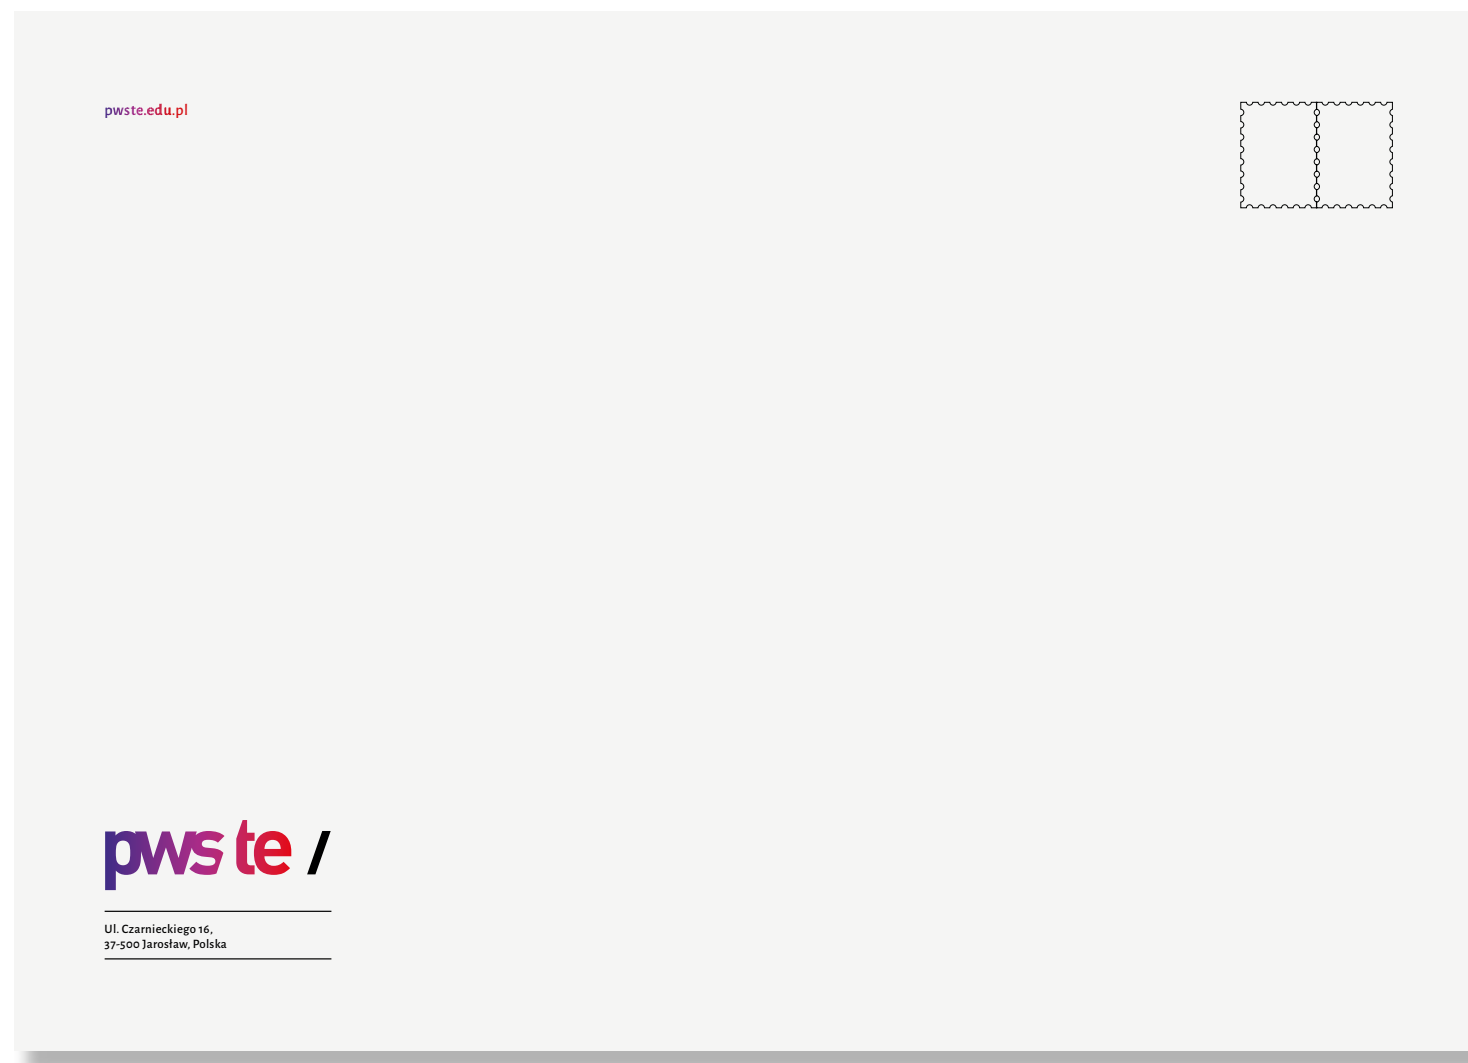 pwste.edu.pl
pwste /
Ul. Czarnieckiego 16,
37-500 Jarosław, Polska